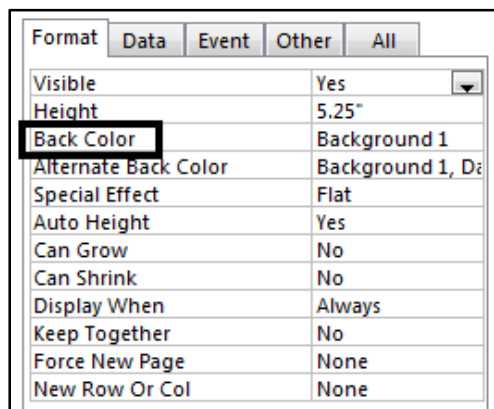 Format Data Event Other All
Visible Yes
Height 5.25"
Back Color Background 1
Alternate Back Color Background 1, Da
Special Effect Flat
Auto Height Yes
Can Grow No
Can Shrink No
Display When Always
Keep Together No
Force New Page None
New Row Or Col None